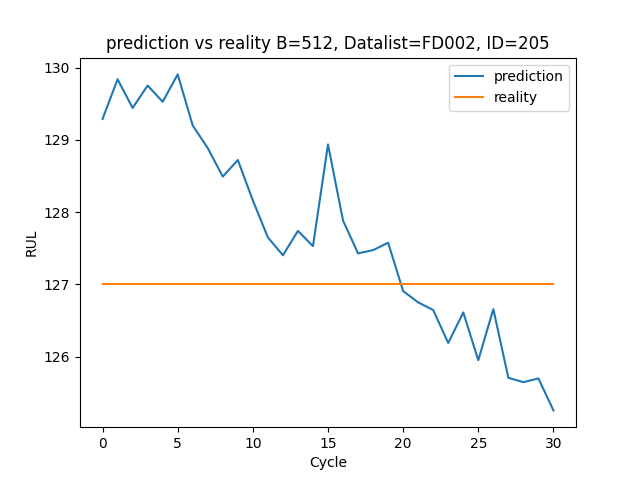 prediction vs reality B=512, Datalist=FD002, ID=205
prediction
reality
130
129
128
127
126
RUL
0 5 10 15 20 25 30
Cycle